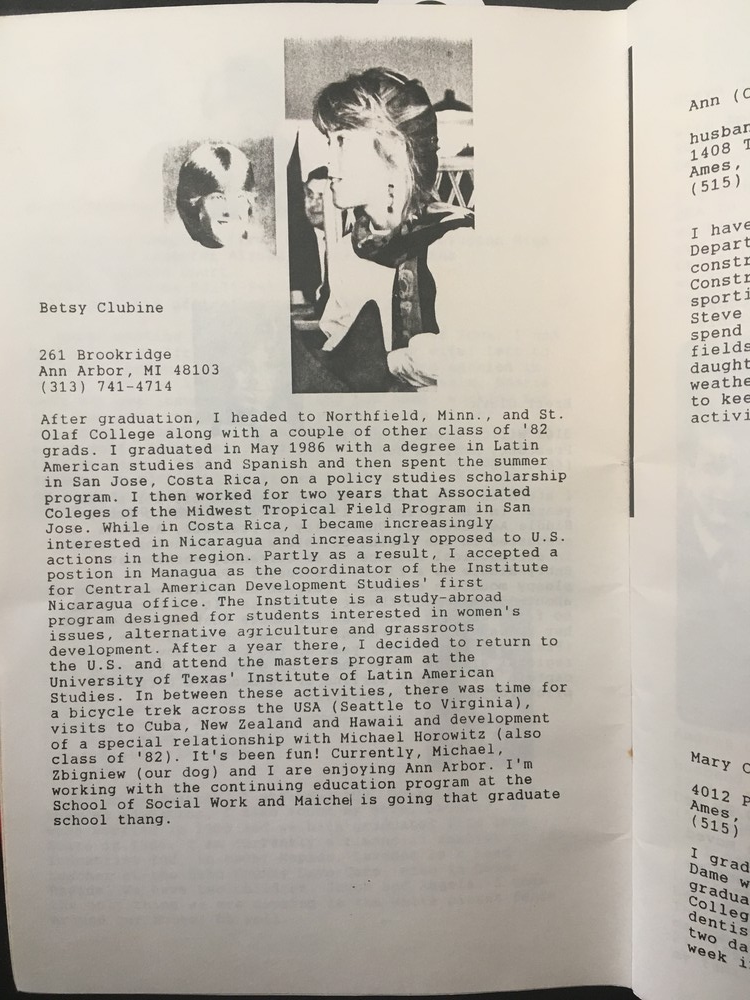 Betsy Clubine
261 Brookridge
Ann Arbor, MI 48103
(313) 741-4714
After graduation, I headed to Northfield, Minn., and St.
Olaf College along with a couple of other class of '82
grads. I graduated in May 1986 with a degree in Latin
American studies and Spanish and then spent the summer
in San Jose, Costa Rica, on a policy studies scholarship
program. I then worked for two years that Associated
Coleges of the Midwest Tropical Field Program in San
Jose. While in Costa Rica, I became increasingly
interested in Nicaragua and increasingly opposed to U.S.
actions in the region. Partly as a result, I accepted a
postion in Managua as the coordinator of the Institute
for Central American Development Studies' first
Nicaragua office. The Institute is a study-abroad
program designed for students interested in women's
issues, alternative agriculture and grassroots
development. After a year there, I decided to return to
the U.S. and attend the masters program at the
University of Texas' Institute of Latin American
Studies. In between these activities, there was time for
a bicycle trek across the USA (Seattle to Virginia),
visits to Cuba, New Zealand and Hawaii and development
of a special relationship with Michael Horowitz (also
class of '82). It's been fun! Currently, Michael,
Zbigniew (our dog) and I are enjoying Ann Arbor. I'm
working with the continuing education program at the
School of Social Work and Maichel is going that graduate
school thang.
Ann (C
husban
1408 T
Ames,
(515)
I have
Depart
constr
Constr
sporti
Steve
spend
fields
daught
weathe
to kee
activi
Mary C
4012 P
Ames,
(515)
I grad
Dame w
gradua
Colleg
dentis
two da
week i